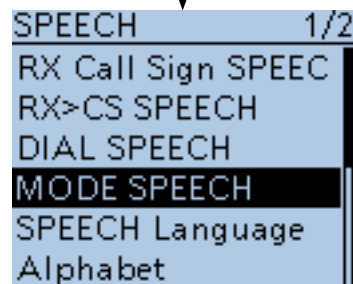 SPEECH 1/2
RX Call Sign SPEEC
RX>CS SPEECH
DIAL SPEECH
MODE SPEECH
SPEECH Language
Alphabet